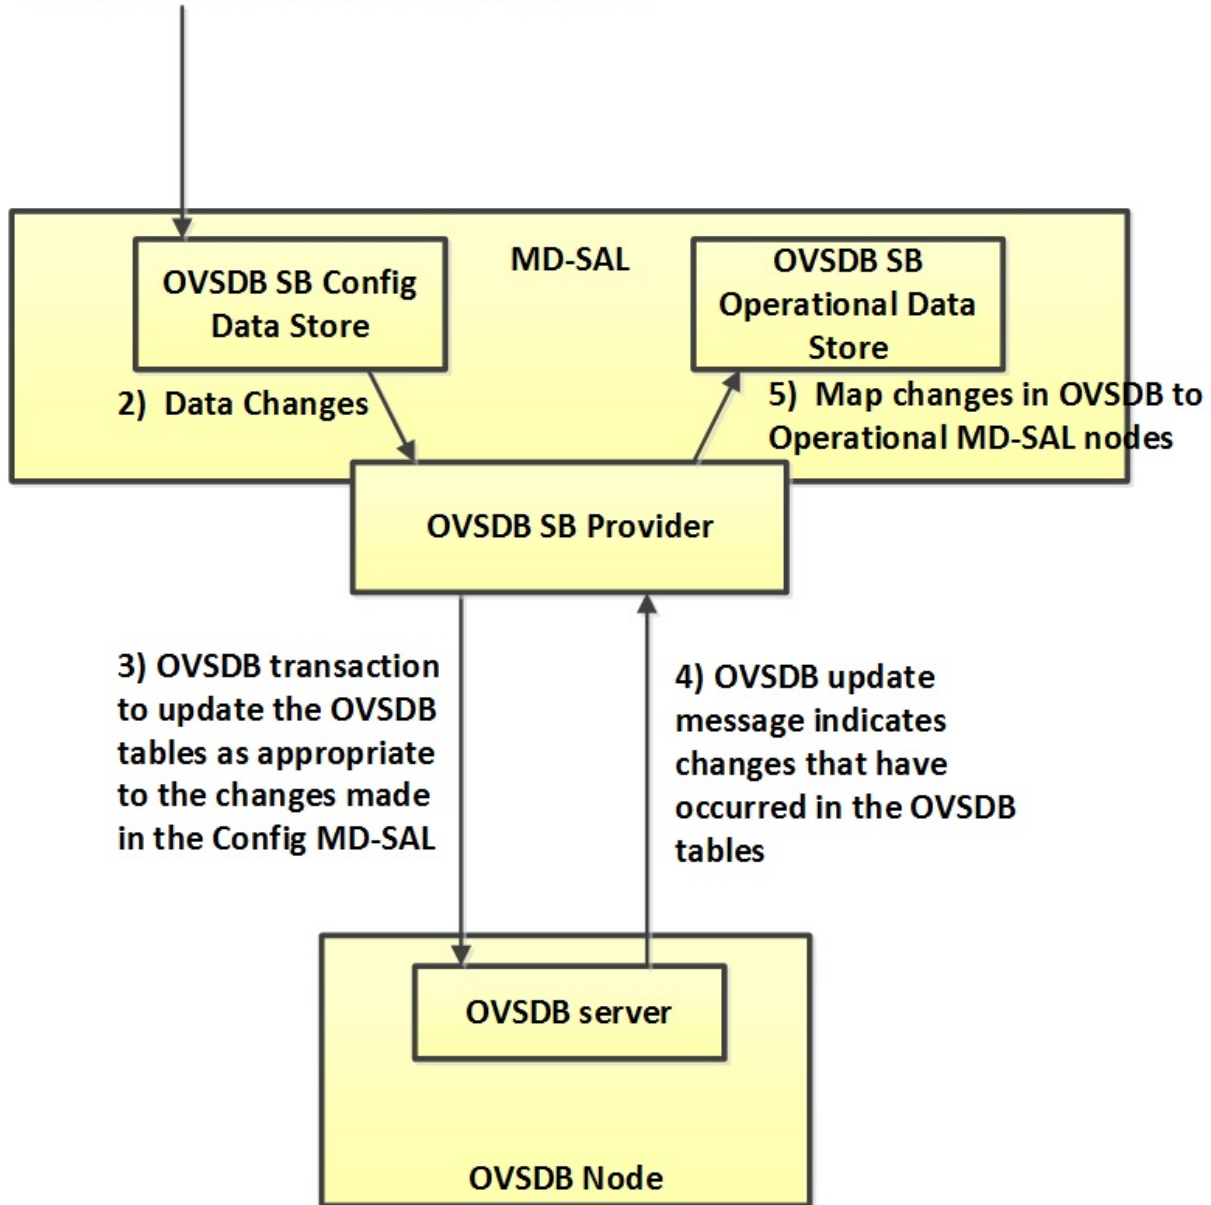 OVSDB SB Config
Data Store
MD-SAL
OVSDB SB
Operational Data
Store
2) Data Changes
5) Map changes in OVSDB to
Operational MD-SAL nodes
OVSDB SB Provider
3) OVSDB transaction
to update the OVSDB
tables as appropriate
to the changes made
in the Config MD-SAL
4) OVSDB update
message indicates
changes that have
occurred in the OVSDB
tables
OVSDB server
OVSDB Node